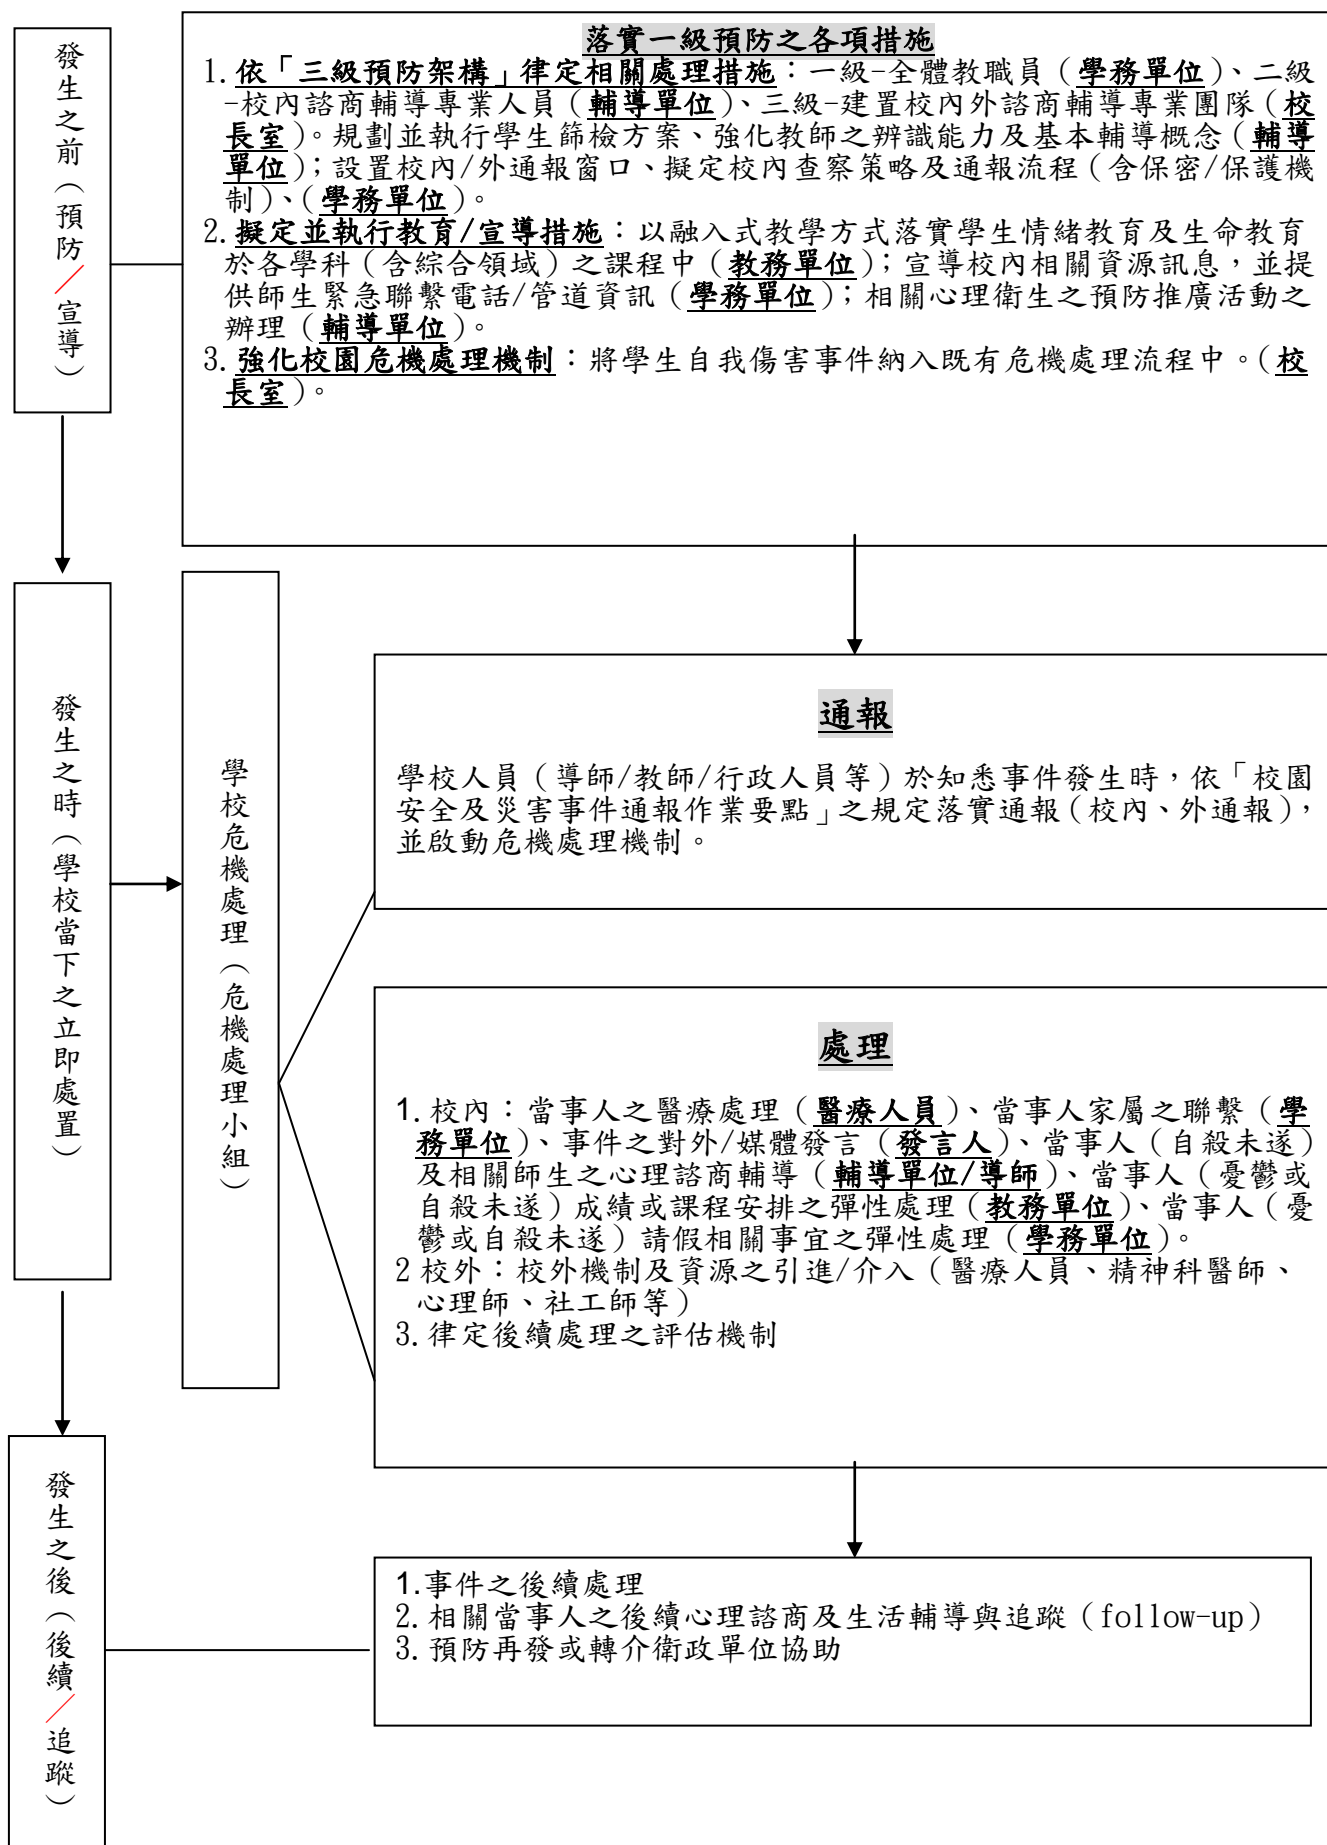 發生之前（預防／宣導）
落實一級預防之各項措施
1.依「三級預防架構」律定相關處理措施：一級-全體教職員（學務單位）、二級
-校內諮商輔導專業人員（輔導單位）、三級-建置校內外諮商輔導專業團隊（校
長室）。規劃並執行學生篩檢方案、強化教師之辨識能力及基本輔導概念（輔導
單位）；設置校內/外通報窗口、擬定校內查察策略及通報流程（含保密/保護機
制）、（學務單位）。
2.擬定並執行教育/宣導措施：以融入式教學方式落實學生情緒教育及生命教育
於各學科（含綜合領域）之課程中（教務單位）；宣導校內相關資源訊息，並提
供師生緊急聯繫電話/管道資訊（學務單位）；相關心理衛生之預防推廣活動之
辦理（輔導單位）。
3.強化校園危機處理機制：將學生自我傷害事件納入既有危機處理流程中。（校
長室）。
發生之時（學校當下之立即處置）
學校危機處理（危機處理小組）
通報
學校人員（導師/教師/行政人員等）於知悉事件發生時，依「校園
安全及災害事件通報作業要點」之規定落實通報（校內、外通報），
並啟動危機處理機制。
處理
1.校內：當事人之醫療處理（醫療人員）、當事人家屬之聯繫（學
務單位）、事件之對外/媒體發言（發言人）、當事人（自殺未遂）
及相關師生之心理諮商輔導（輔導單位/導師）、當事人（憂鬱或
自殺未遂）成績或課程安排之彈性處理（教務單位）、當事人（憂
鬱或自殺未遂）請假相關事宜之彈性處理（學務單位）。
2 校外：校外機制及資源之引進/介入（醫療人員、精神科醫師、
心理師、社工師等）
3.律定後續處理之評估機制
發生之後（後續／追蹤）
1.事件之後續處理
2.相關當事人之後續心理諮商及生活輔導與追蹤（follow-up）
3.預防再發或轉介衛政單位協助